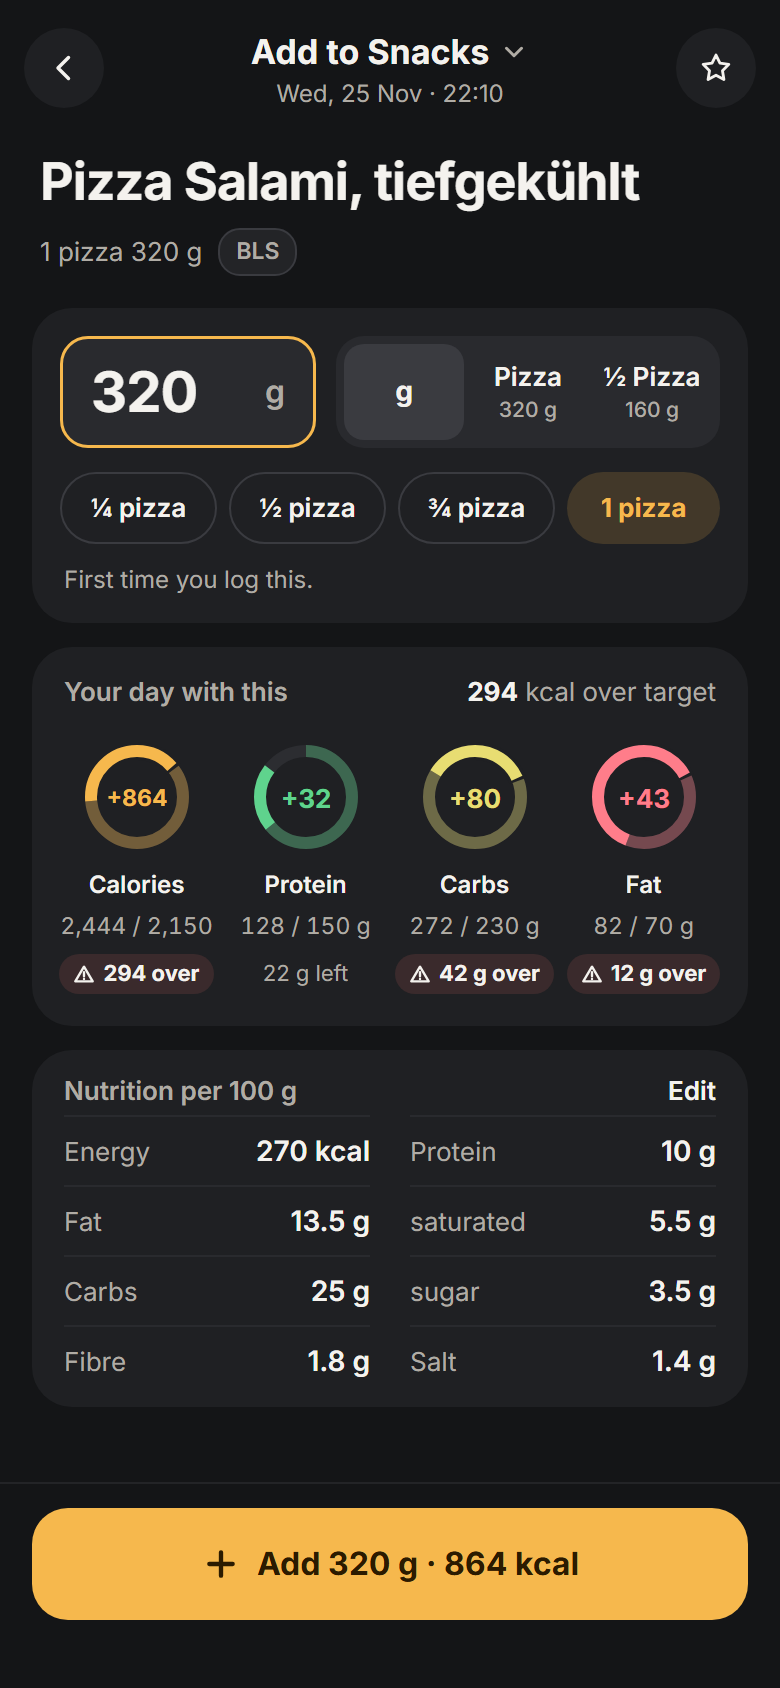 Add to Snacks
Wed, 25 Nov · 22:10
Pizza Salami, tiefgekühlt
1 pizza 320 g BLS
320 g
g
Pizza
320 g
½ Pizza
160 g
¼ pizza
½ pizza
¾ pizza
1 pizza
First time you log this.
Your day with this
294 kcal over target
+864
+32
+80
+43
Calories
Protein
Carbs
Fat
2,444 / 2,150
128 / 150 g
272 / 230 g
82 / 70 g
294 over
22 g left
42 g over
12 g over
Nutrition per 100 g
Edit
Energy 270 kcal
Protein 10 g
Fat 13.5 g
saturated 5.5 g
Carbs 25 g
sugar 3.5 g
Fibre 1.8 g
Salt 1.4 g
+ Add 320 g · 864 kcal